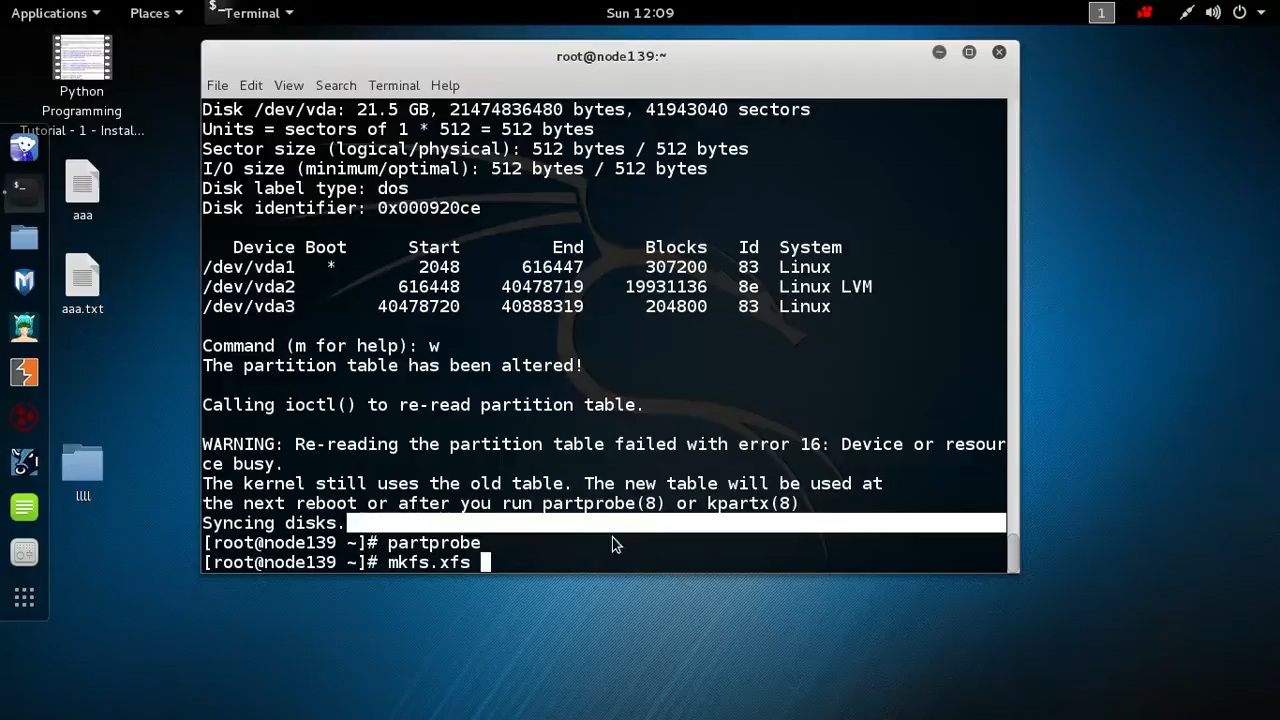 Applications Places Terminal Sun 12:09 1
Python
Programming
Tutorial - 1 - Instal...
aaa
aaa.txt
llll
root@node139:~
File Edit View Search Terminal Help
Disk /dev/vda: 21.5 GB, 21474836480 bytes, 41943040 sectors
Units = sectors of 1 * 512 = 512 bytes
Sector size (logical/physical): 512 bytes / 512 bytes
I/O size (minimum/optimal): 512 bytes / 512 bytes
Disk label type: dos
Disk identifier: 0x000920ce
Device Boot Start End Blocks Id System
/dev/vda1 * 2048 616447 307200 83 Linux
/dev/vda2 616448 40478719 19931136 8e Linux LVM
/dev/vda3 40478720 40888319 204800 83 Linux
Command (m for help): w
The partition table has been altered!
Calling ioctl() to re-read partition table.
WARNING: Re-reading the partition table failed with error 16: Device or resour
ce busy.
The kernel still uses the old table. The new table will be used at
the next reboot or after you run partprobe(8) or kpartx(8)
Syncing disks.
[root@node139 ~]# partprobe
[root@node139 ~]# mkfs.xfs